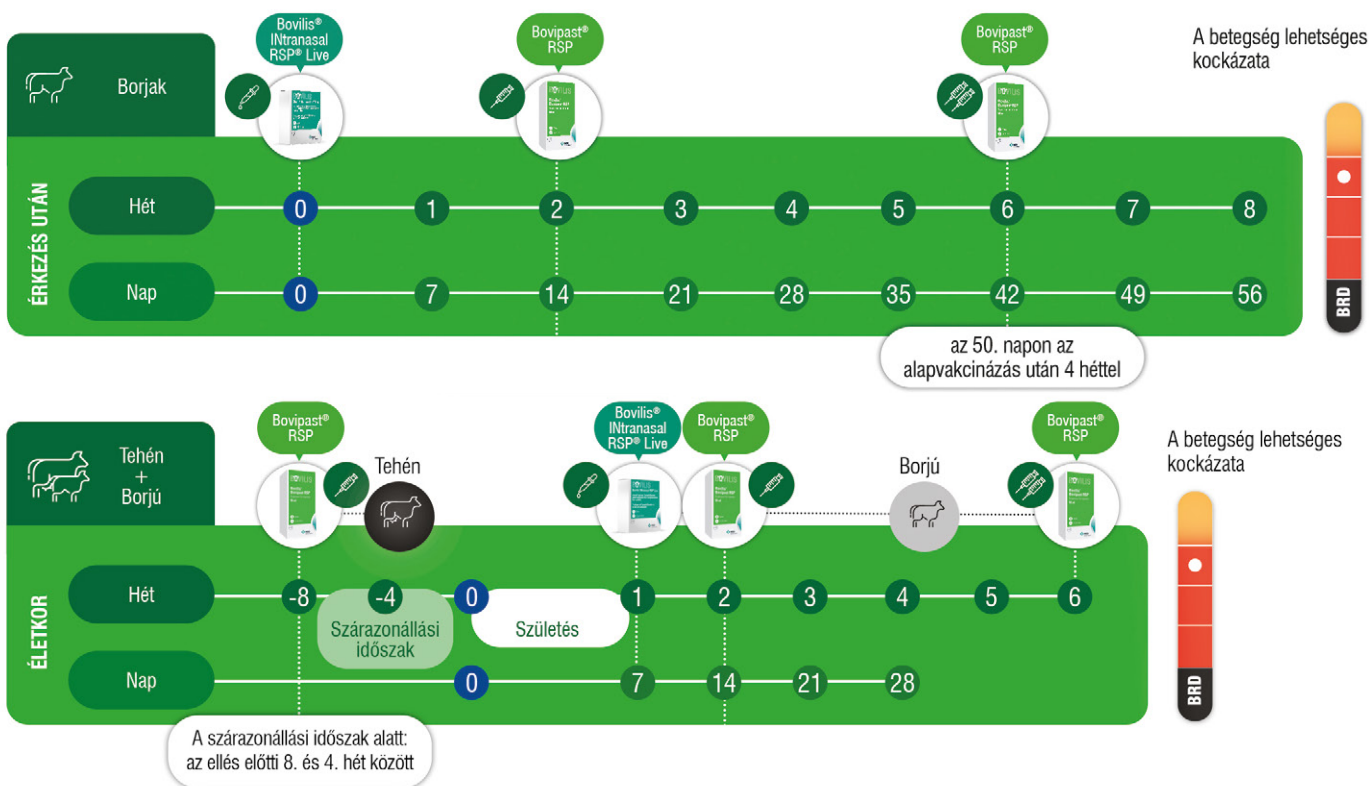 Bovilis®
INtranasal
RSP® Live
Bovipast®
RSP
Bovipast®
RSP
A betegség lehetséges
kockázata
Borjak
ÉRKEZÉS UTÁN
Hét
0 1 2 3 4 5 6 7 8
Nap
0 7 14 21 28 35 42 49 56
BRD
az 50. napon az
alapvakcinázás után 4 héttel
Bovipast®
RSP
Bovilis®
INtranasal
RSP® Live
Bovipast®
RSP
Bovipast®
RSP
A betegség lehetséges
kockázata
Tehén
+
Borjú
Tehén
Borjú
ÉLETKOR
Hét
-8 -4 0 1 2 3 4 5 6
Szárazonállási
időszak
Születés
Nap
0 7 14 21 28
BRD
A szárazonállási időszak alatt:
az ellés előtti 8. és 4. hét között